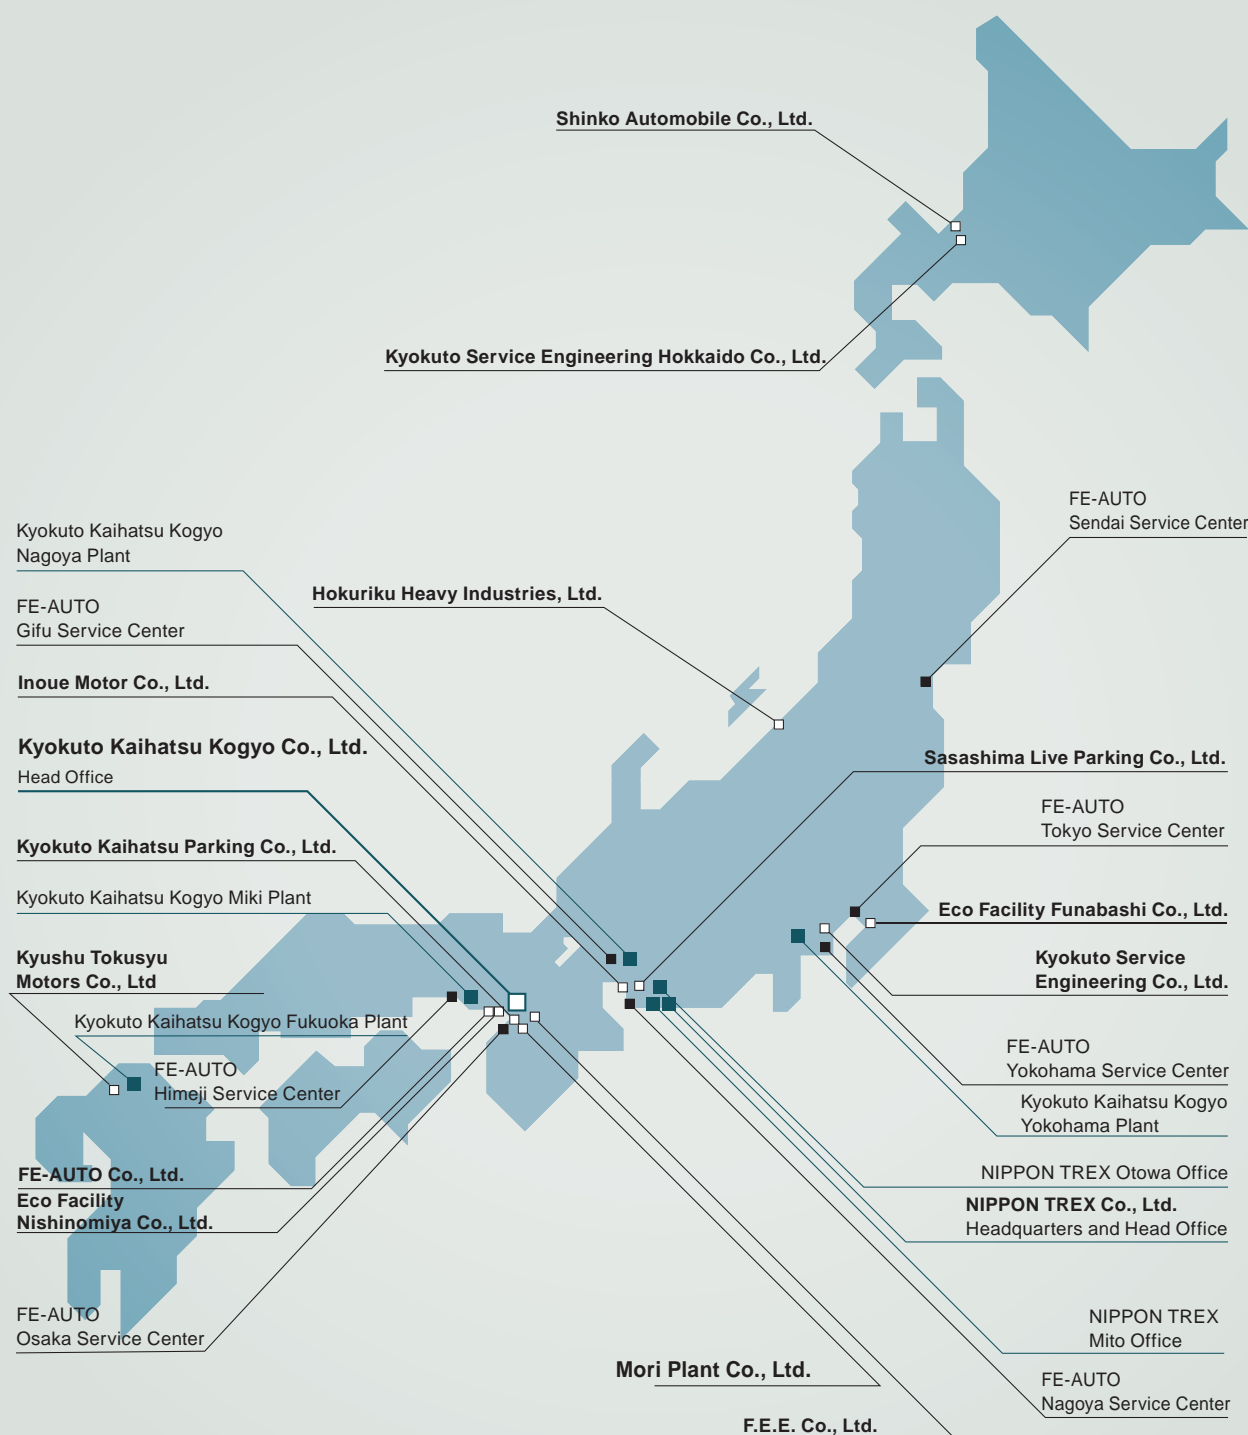 Shinko Automobile Co., Ltd.
Kyokuto Service Engineering Hokkaido Co., Ltd.
FE-AUTO
Sendai Service Center
Kyokuto Kaihatsu Kogyo
Nagoya Plant
Hokuriku Heavy Industries, Ltd.
FE-AUTO
Gifu Service Center
Inoue Motor Co., Ltd.
Kyokuto Kaihatsu Kogyo Co., Ltd.
Head Office
Sasashima Live Parking Co., Ltd.
FE-AUTO
Tokyo Service Center
Kyokuto Kaihatsu Parking Co., Ltd.
Kyokuto Kaihatsu Kogyo Miki Plant
Eco Facility Funabashi Co., Ltd.
Kyushu Tokusyu
Motors Co., Ltd
Kyokuto Service
Engineering Co., Ltd.
Kyokuto Kaihatsu Kogyo Fukuoka Plant
FE-AUTO
Himeji Service Center
FE-AUTO
Yokohama Service Center
Kyokuto Kaihatsu Kogyo
Yokohama Plant
FE-AUTO Co., Ltd.
Eco Facility
Nishinomiya Co., Ltd.
NIPPON TREX Otowa Office
NIPPON TREX Co., Ltd.
Headquarters and Head Office
FE-AUTO
Osaka Service Center
NIPPON TREX
Mito Office
Mori Plant Co., Ltd.
FE-AUTO
Nagoya Service Center
F.E.E. Co., Ltd.